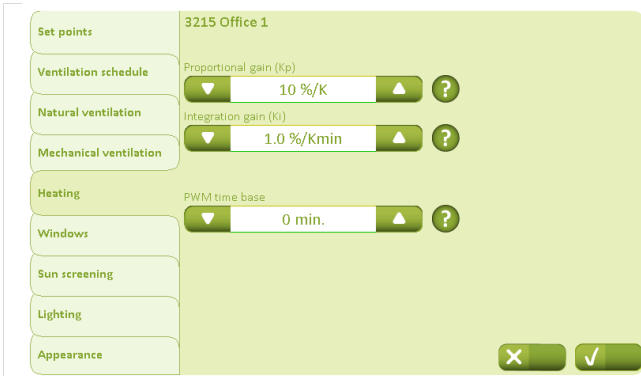 3215 Office 1
Set points
Ventilation schedule
Natural ventilation
Mechanical ventilation
Heating
Windows
Sun screening
Lighting
Appearance
Proportional gain (Kp)
10 %/K
?
Integration gain (Ki)
1.0 %/Kmin
?
PWM time base
0 min.
?